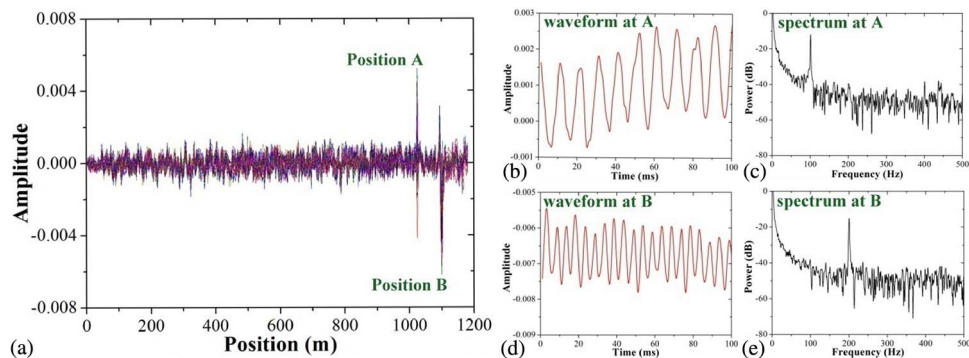 (a)
Amplitude
0.008
0.004
0.000
-0.004
-0.008
Position A
Position B
0 200 400 600 800 1000 1200
Position (m)
(b)
waveform at A
Amplitude
0.003
0.002
0.001
0.000
-0.001
0 20 40 60 80 100
Time (ms)
(c)
spectrum at A
Power (dB)
0
-20
-40
-60
-80
0 100 200 300 400 500
Frequency (Hz)
(d)
waveform at B
Amplitude
-0.005
-0.006
-0.007
-0.008
-0.009
0 20 40 60 80 100
Time (ms)
(e)
spectrum at B
Power (dB)
0
-20
-40
-60
-80
0 100 200 300 400 500
Frequency (Hz)